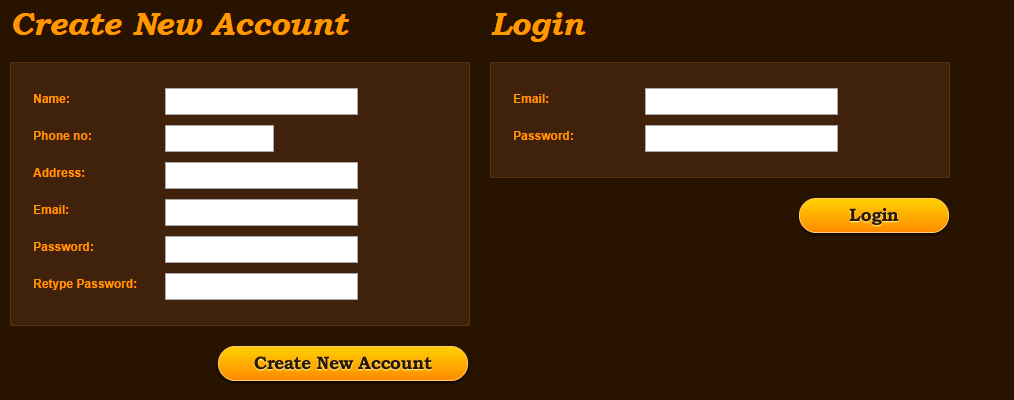 Create New Account
Name:
Phone no:
Address:
Email:
Password:
Retype Password:
Create New Account
Login
Email:
Password:
Login